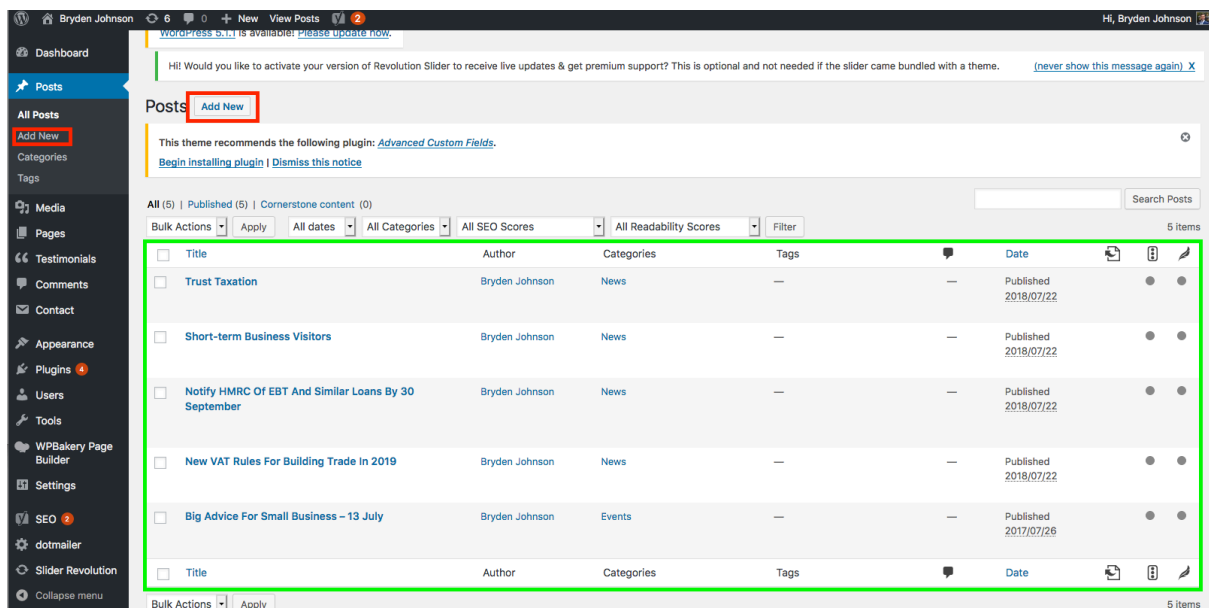 Bryden Johnson 6 0 + New View Posts 2 Hi, Bryden Johnson
WordPress 5.1.1 is available! Please update now.
Dashboard
Hi! Would you like to activate your version of Revolution Slider to receive live updates & get premium support? This is optional and not needed if the slider came bundled with a theme. (never show this message again) X
Posts
All Posts
Add New
Categories
Tags
Media
Pages
Testimonials
Comments
Contact
Appearance
Plugins 4
Users
Tools
WPBakery Page
Builder
Settings
SEO 2
dotmailer
Slider Revolution
Collapse menu
Posts Add New
This theme recommends the following plugin: Advanced Custom Fields.
Begin installing plugin | Dismiss this notice
All (5) | Published (5) | Cornerstone content (0)
Search Posts
Bulk Actions Apply All dates All Categories All SEO Scores All Readability Scores Filter 5 items
Title Author Categories Tags Date
Trust Taxation Bryden Johnson News — — Published
2018/07/22
Short-term Business Visitors Bryden Johnson News — — Published
2018/07/22
Notify HMRC Of EBT And Similar Loans By 30 Bryden Johnson News — — Published
September 2018/07/22
New VAT Rules For Building Trade In 2019 Bryden Johnson News — — Published
2018/07/22
Big Advice For Small Business – 13 July Bryden Johnson Events — — Published
2017/07/26
Title Author Categories Tags Date
Bulk Actions Apply 5 items